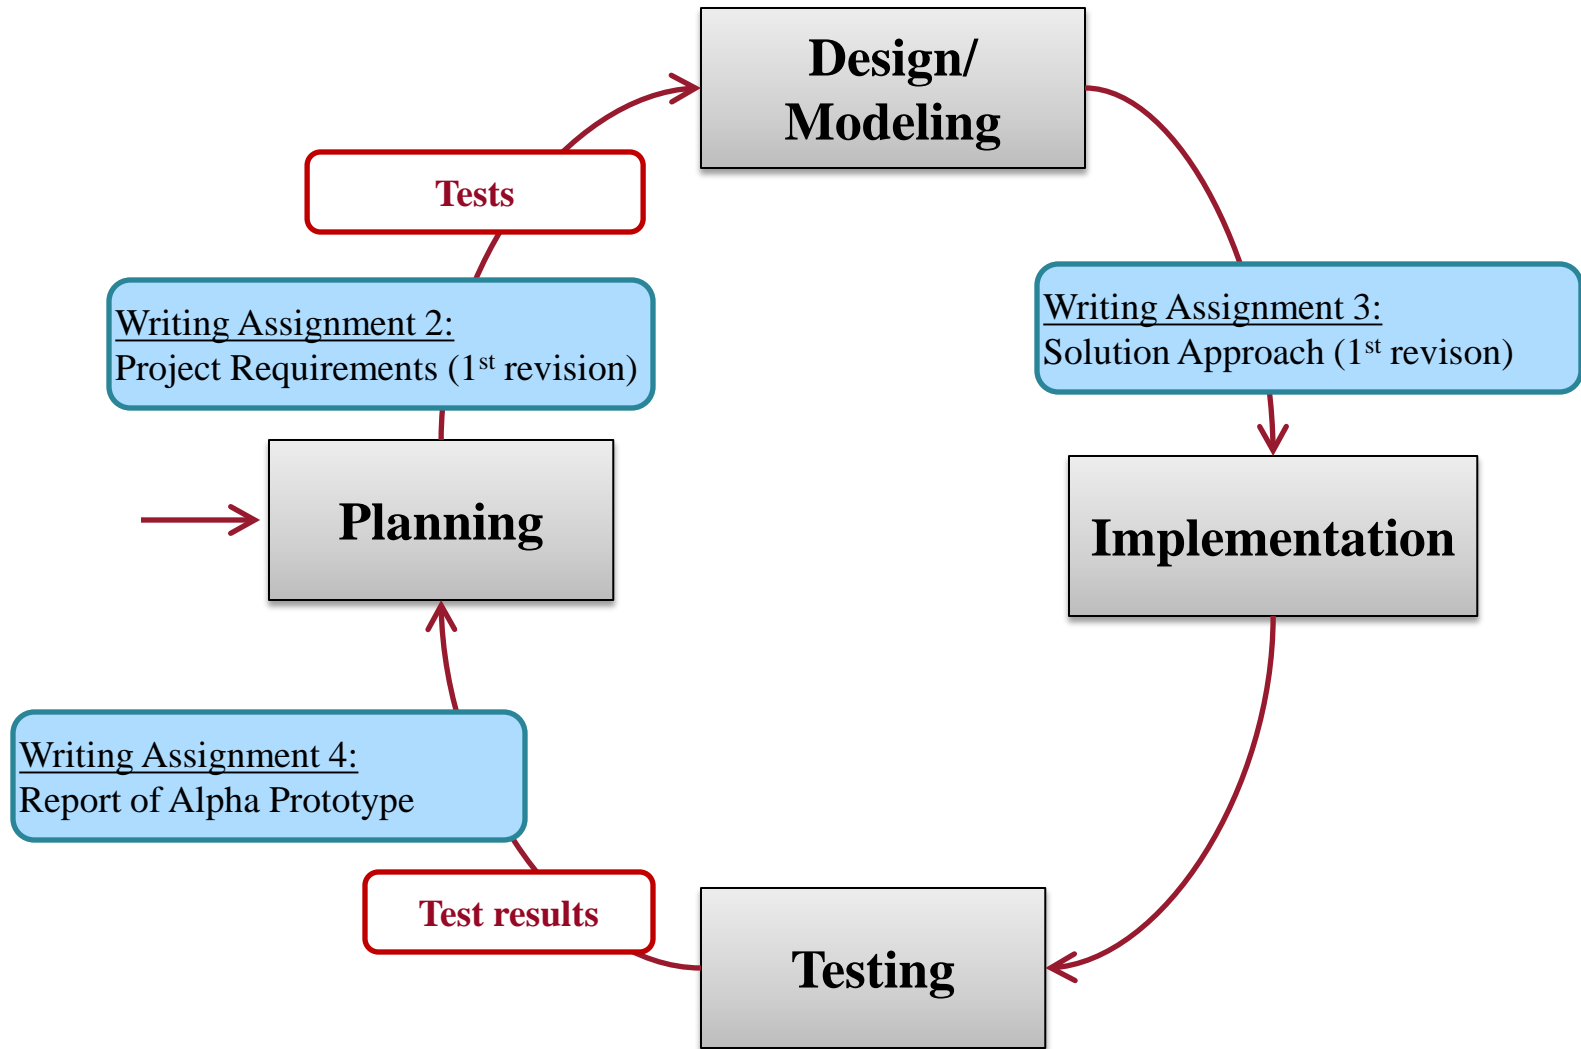 Design/
Modeling
Tests
Writing Assignment 2:
Project Requirements (1st revision)
Writing Assignment 3:
Solution Approach (1st revison)
Planning
Implementation
Writing Assignment 4:
Report of Alpha Prototype
Test results
Testing